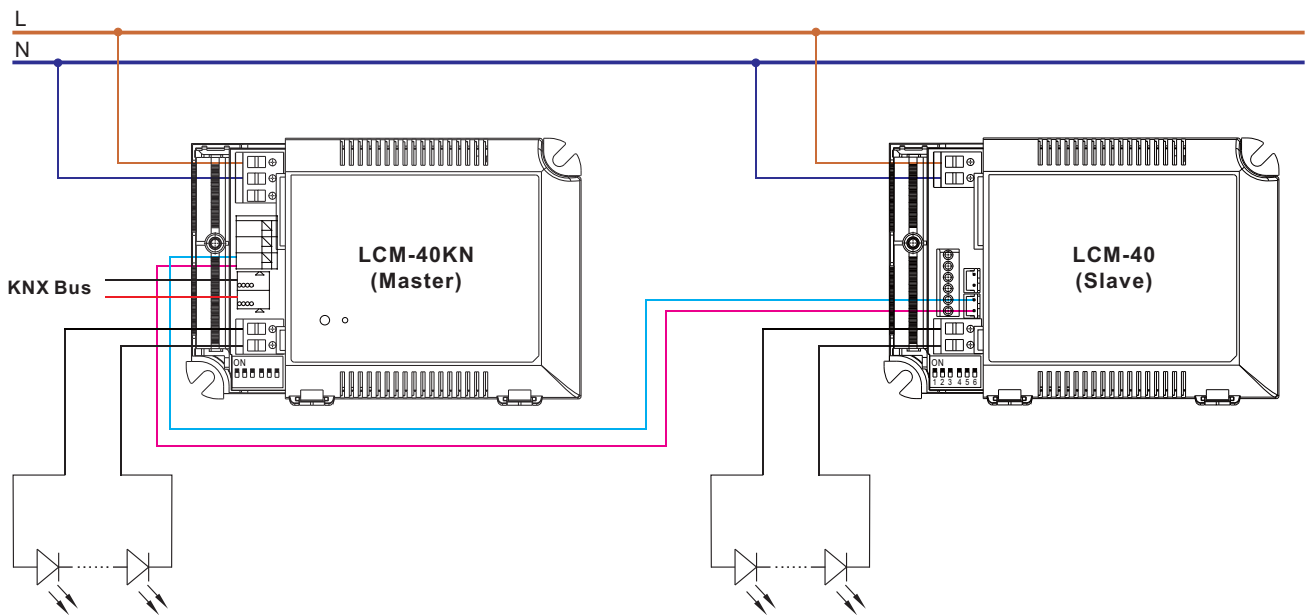 L
N
LCM-40KN
(Master)
LCM-40
(Slave)
KNX Bus
ON
ON
1 2 3 4 5 6